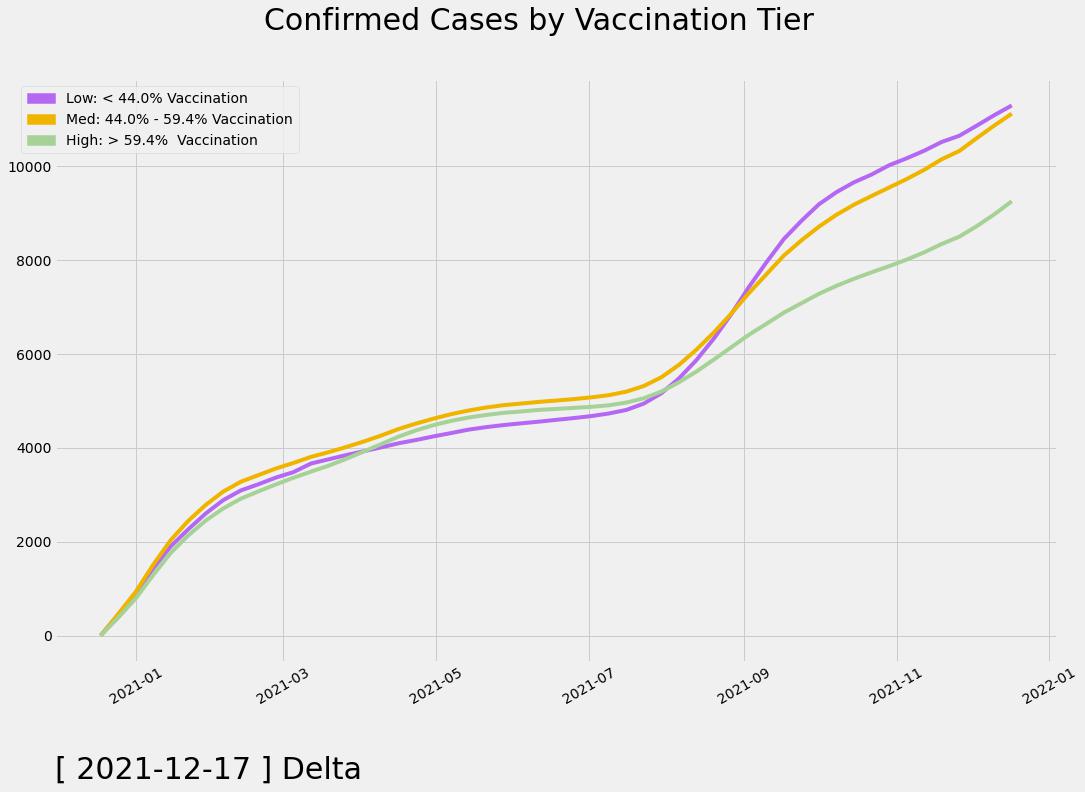 Confirmed Cases by Vaccination Tier
Low: < 44.0% Vaccination
Med: 44.0% - 59.4% Vaccination
High: > 59.4%  Vaccination
10000
8000
6000
4000
2000
0
2021-01
2021-03
2021-05
2021-07
2021-09
2021-11
2022-01
[ 2021-12-17 ] Delta